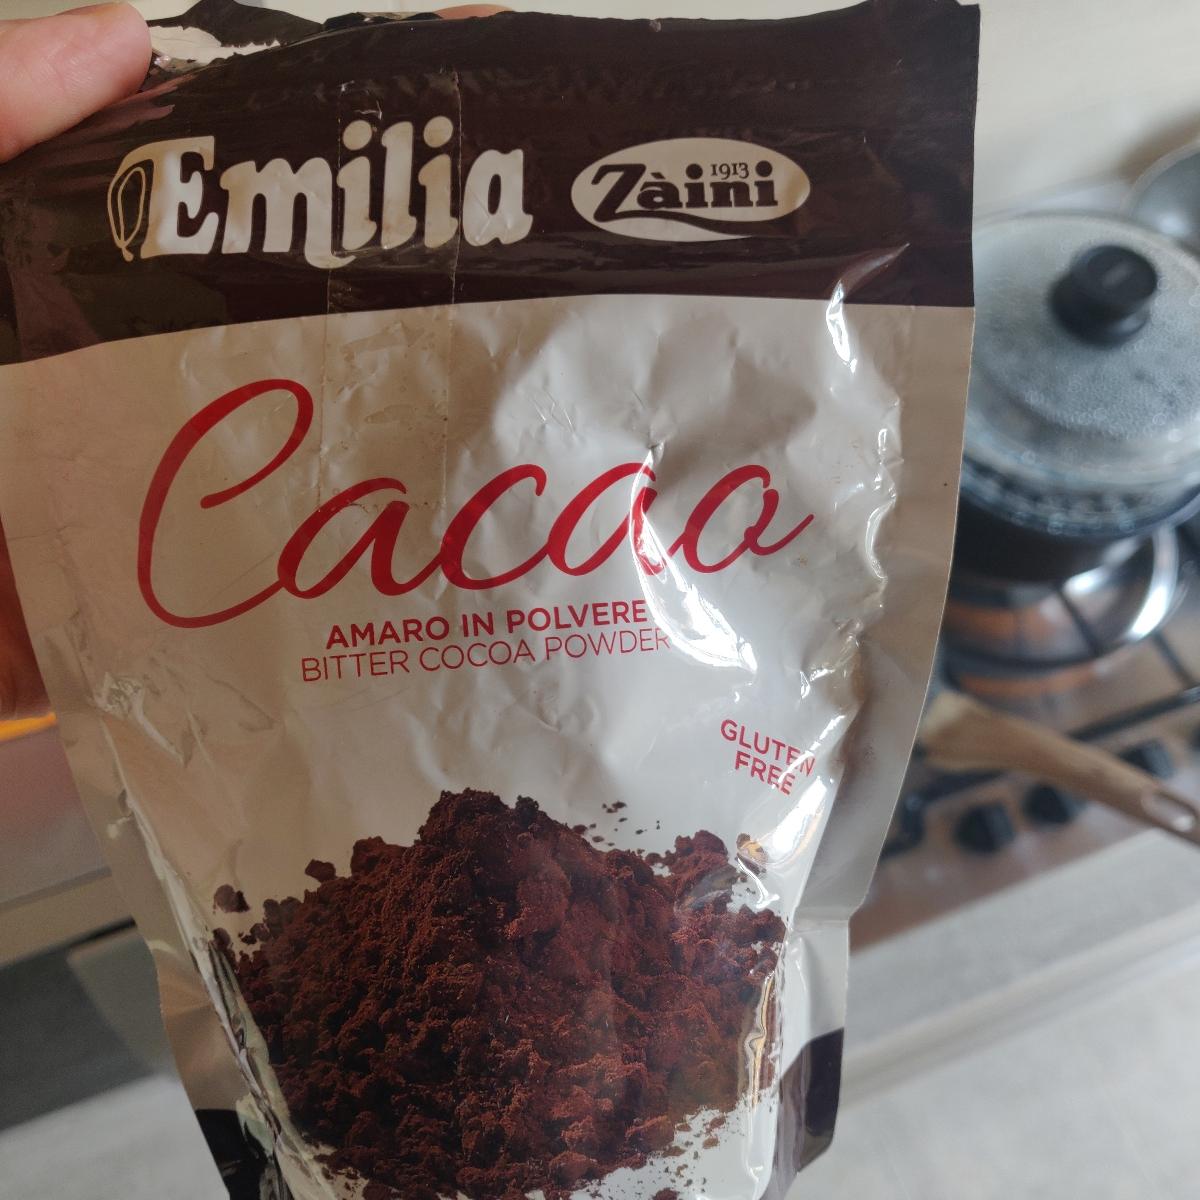 Emilia
Zàini
1913
Cacao
AMARO IN POLVERE
BITTER COCOA POWDER
GLUTEN
FREE